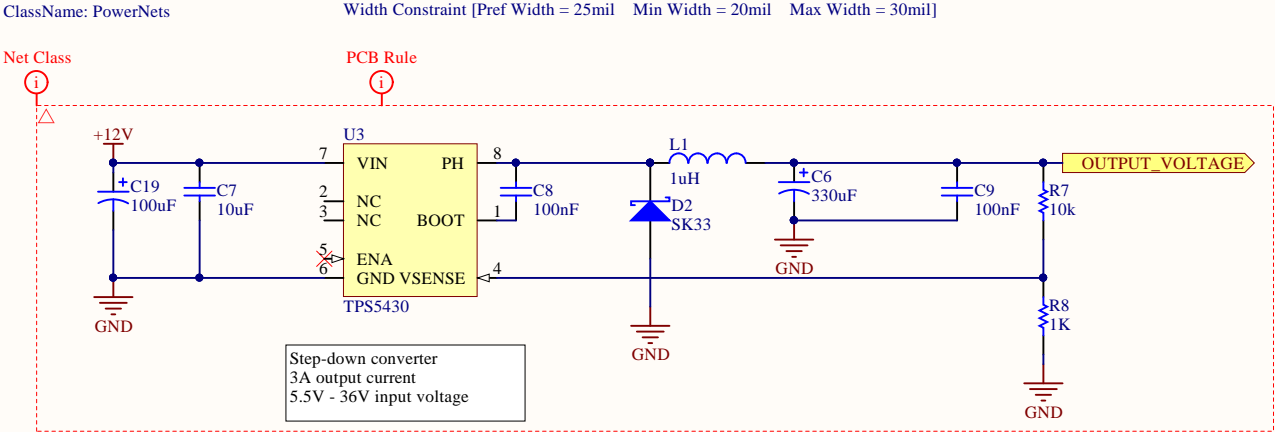 ClassName: PowerNets
Width Constraint [Pref Width = 25mil Min Width = 20mil Max Width = 30mil]
Net Class
PCB Rule
i
i
+12V
U3
L1
7
VIN
PH
8
OUTPUT_VOLTAGE
C19
100uF
C7
10uF
2
NC
3
NC
C8
100nF
1uH
C6
330uF
C9
100nF
R7
10k
BOOT
1
D2
SK33
5
ENA
6
GND
VSENSE
4
GND
GND
TPS5430
R8
1K
GND
GND
Step-down converter
3A output current
5.5V - 36V input voltage